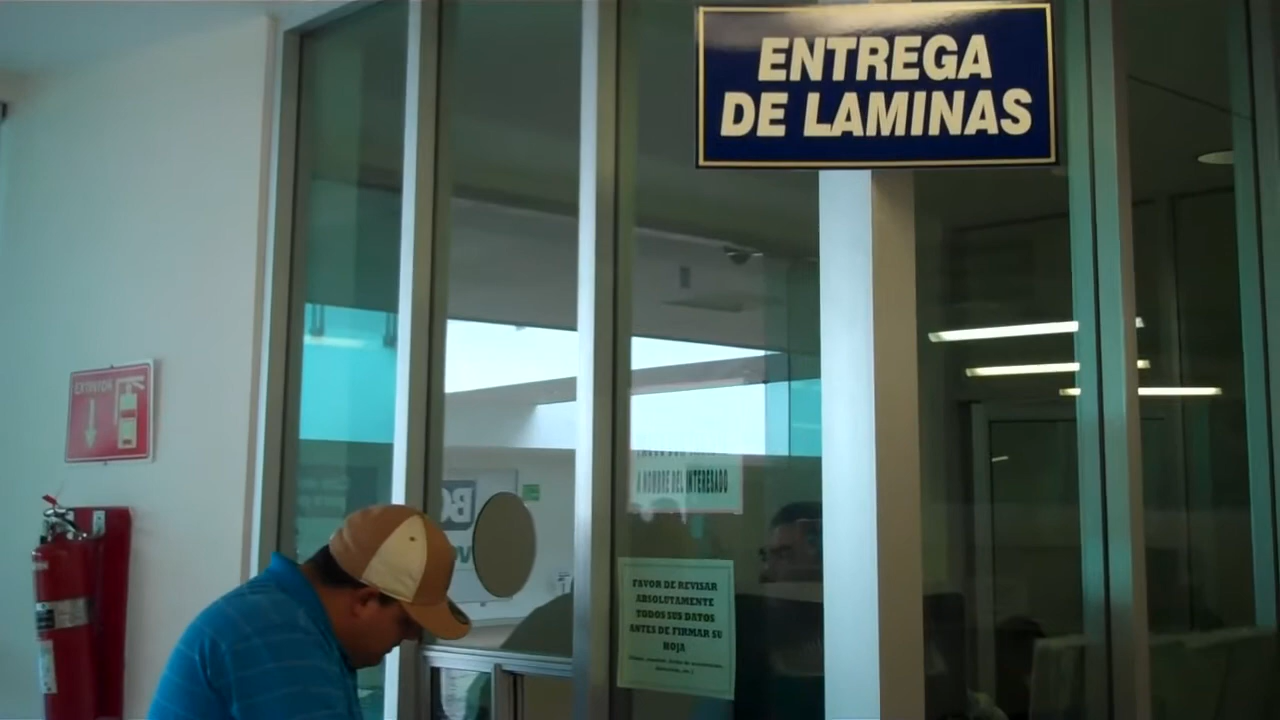 ENTREGA
DE LAMINAS
EXTINTOR
A NOMBRE DEL INTERESADO
FAVOR DE REVISAR
ABSOLUTAMENTE
TODOS SUS DATOS
ANTES DE FIRMAR SU
HOJA